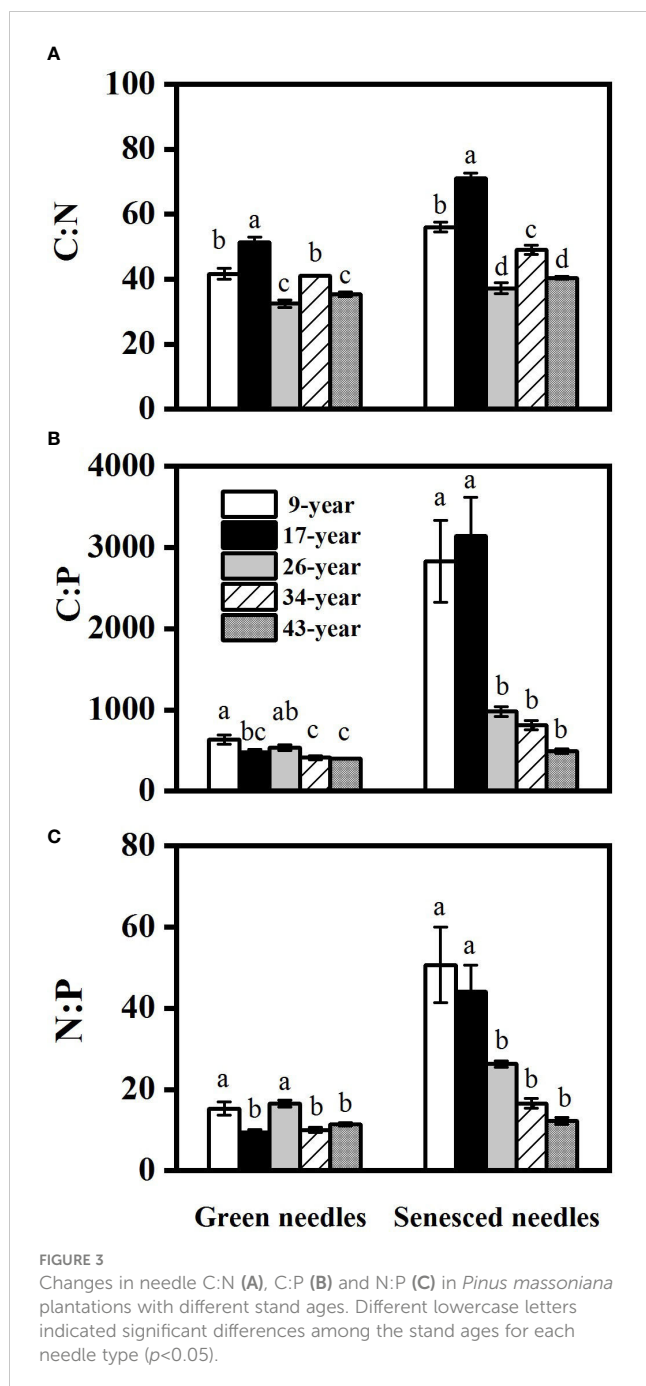 A
100
80
60
40
20
0
C:N
b a c b c
b a d c d
B
4000
3000
2000
1000
0
C:P
9-year
17-year
26-year
34-year
43-year
a bc ab c c
a a b b b
C
80
60
40
20
0
N:P
a b a b b
a a b b b
Green needles Senesced needles
FIGURE 3
Changes in needle C:N (A), C:P (B) and N:P (C) in Pinus massoniana
plantations with different stand ages. Different lowercase letters
indicated significant differences among the stand ages for each
needle type (p<0.05).